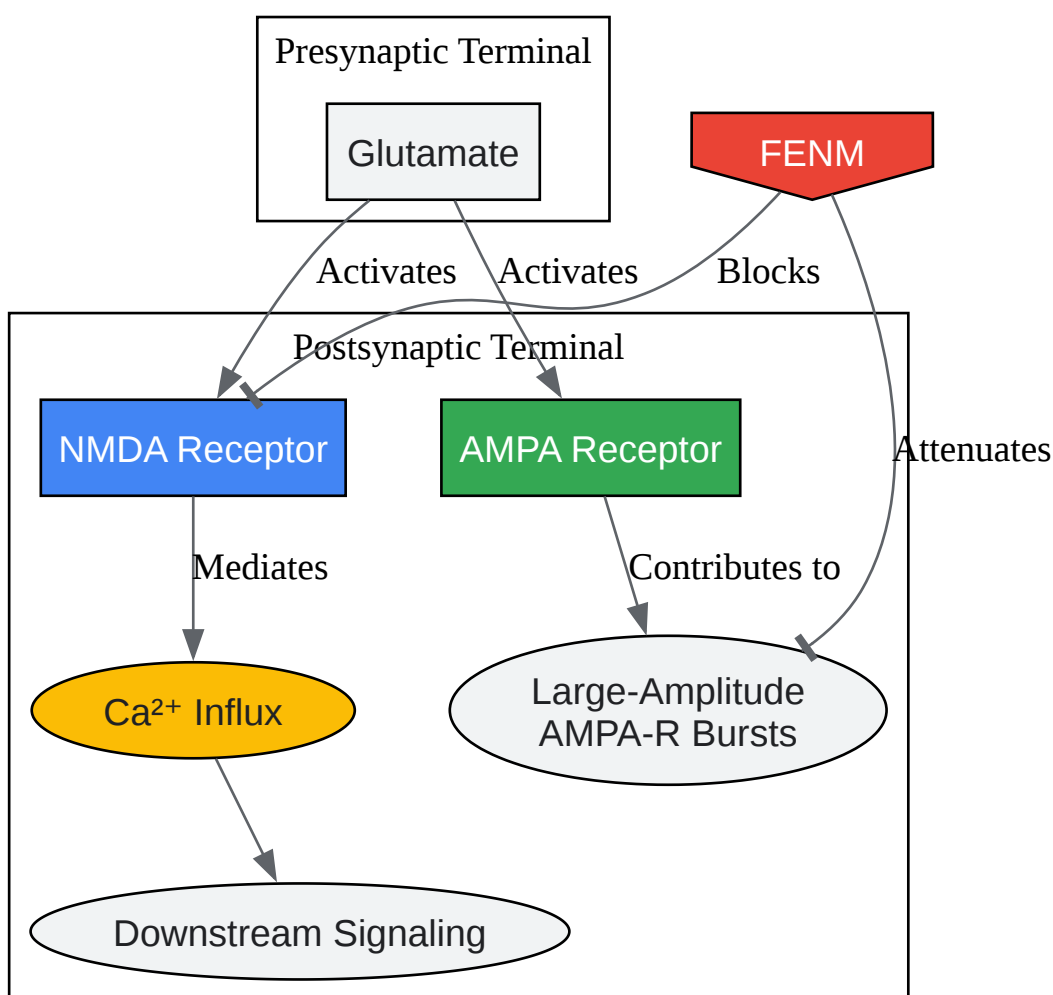 Presynaptic Terminal
Glutamate
FENM
Activates
Activates
Blocks
Postsynaptic Terminal
NMDA Receptor
AMPA Receptor
Attenuates
Mediates
Contributes to
Ca²⁺ Influx
Large-Amplitude
AMPA-R Bursts
Downstream Signaling